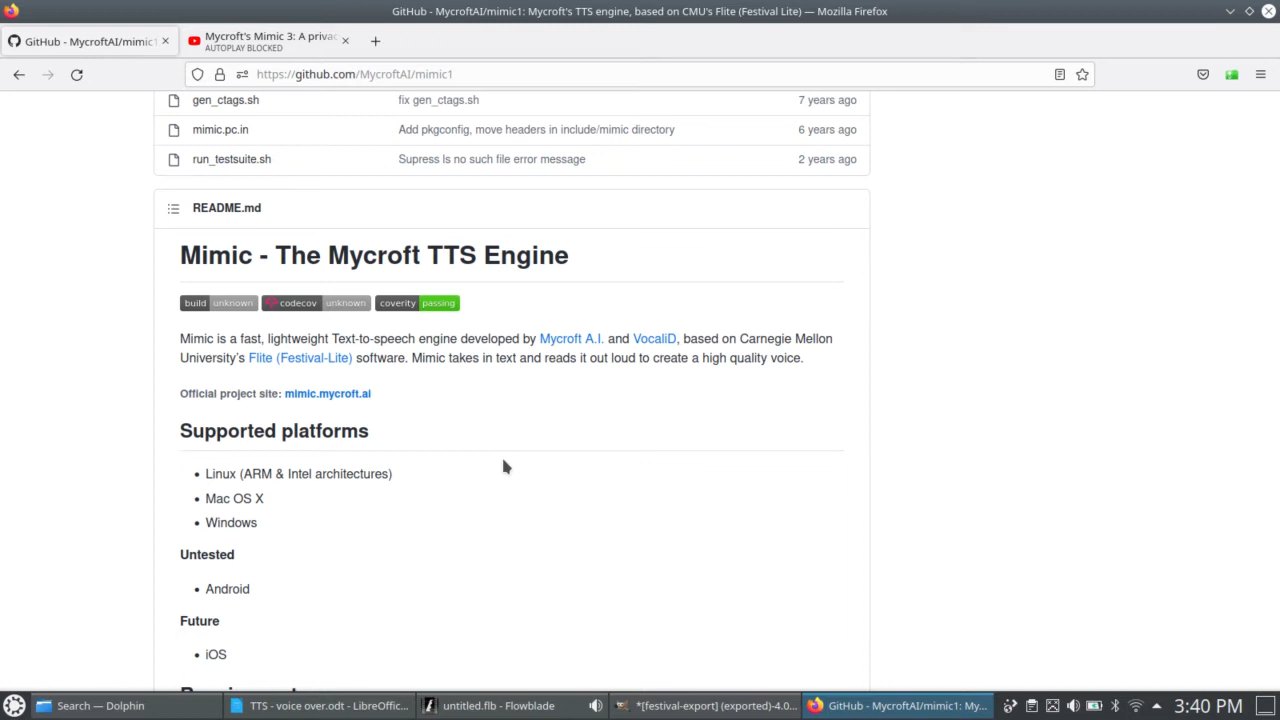 GitHub - MycroftAI/mimic1: Mycroft's TTS engine, based on CMU's Flite (Festival Lite) — Mozilla Firefox
GitHub - MycroftAI/mimic1
Mycroft's Mimic 3: A priva
AUTOPLAY BLOCKED
https://github.com/MycroftAI/mimic1
gen_ctags.sh fix gen_ctags.sh 7 years ago
mimic.pc.in Add pkgconfig, move headers in include/mimic directory 6 years ago
run_testsuite.sh Supress ls no such file error message 2 years ago
README.md
Mimic - The Mycroft TTS Engine
build unknown codecov unknown coverity passing
Mimic is a fast, lightweight Text-to-speech engine developed by Mycroft A.I. and VocaliD, based on Carnegie Mellon
University's Flite (Festival-Lite) software. Mimic takes in text and reads it out loud to create a high quality voice.
Official project site: mimic.mycroft.ai
Supported platforms
• Linux (ARM & Intel architectures)
• Mac OS X
• Windows
Untested
• Android
Future
• iOS
Search — Dolphin
TTS - voice over.odt - LibreOffic...
untitled.flb - Flowblade
*[festival-export] (exported)-4.0...
GitHub - MycroftAI/mimic1: My...
3:40 PM